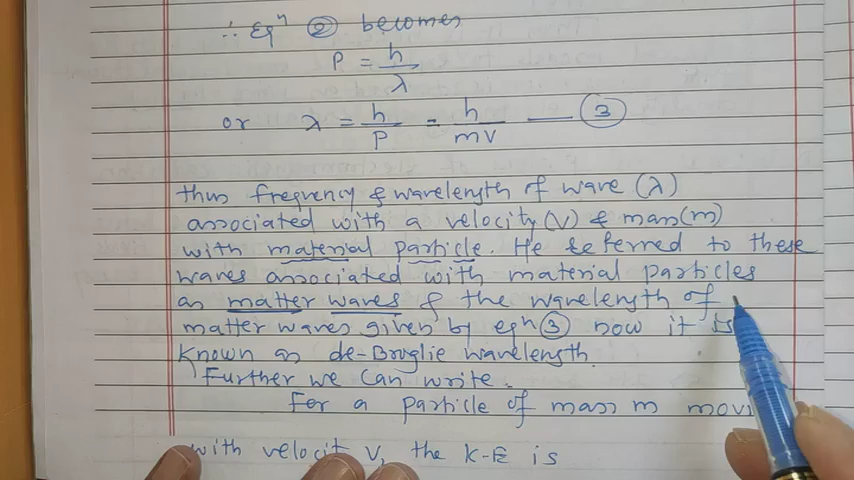 ∴ Eqⁿ ② becomes
P = h/λ
or λ = h/P = h/mv — ③
thus frequency & wavelength of wave (λ)
associated with a velocity (v) & mass(m)
with material particle. He referred to these
waves associated with material particles
as matter waves & the wavelength of
matter waves given by eqⁿ ③ now it is
known as de-Broglie wavelength.
Further we can write.
For a particle of mass m movi
with velocit v, the K-E is